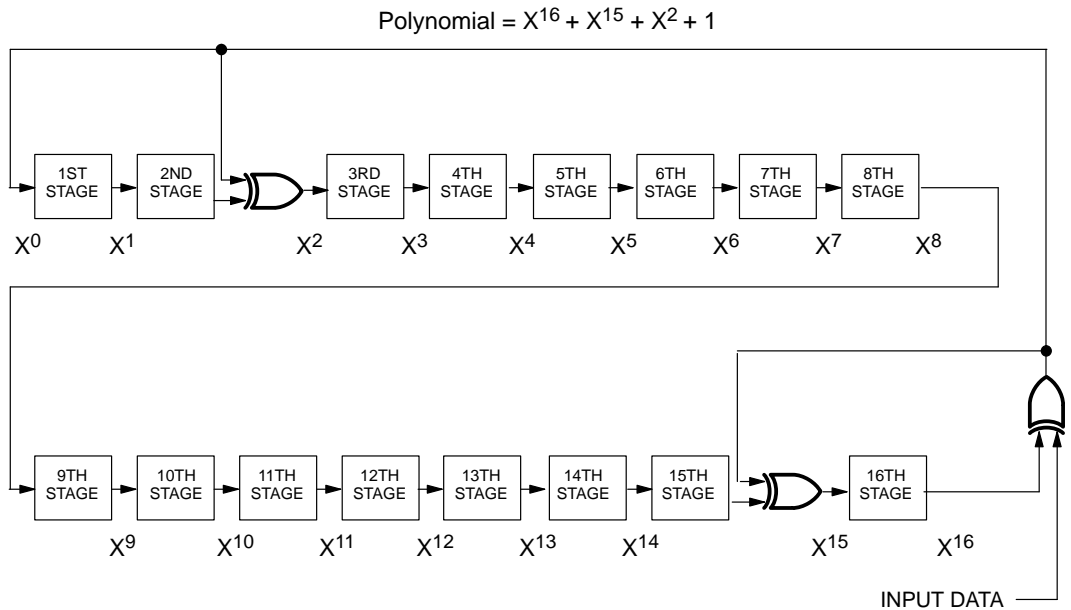 Polynomial = X¹⁶ + X¹⁵ + X² + 1
1ST STAGE
2ND STAGE
3RD STAGE
4TH STAGE
5TH STAGE
6TH STAGE
7TH STAGE
8TH STAGE
X⁰ X¹ X² X³ X⁴ X⁵ X⁶ X⁷ X⁸
9TH STAGE
10TH STAGE
11TH STAGE
12TH STAGE
13TH STAGE
14TH STAGE
15TH STAGE
16TH STAGE
X⁹ X¹⁰ X¹¹ X¹² X¹³ X¹⁴ X¹⁵ X¹⁶
INPUT DATA